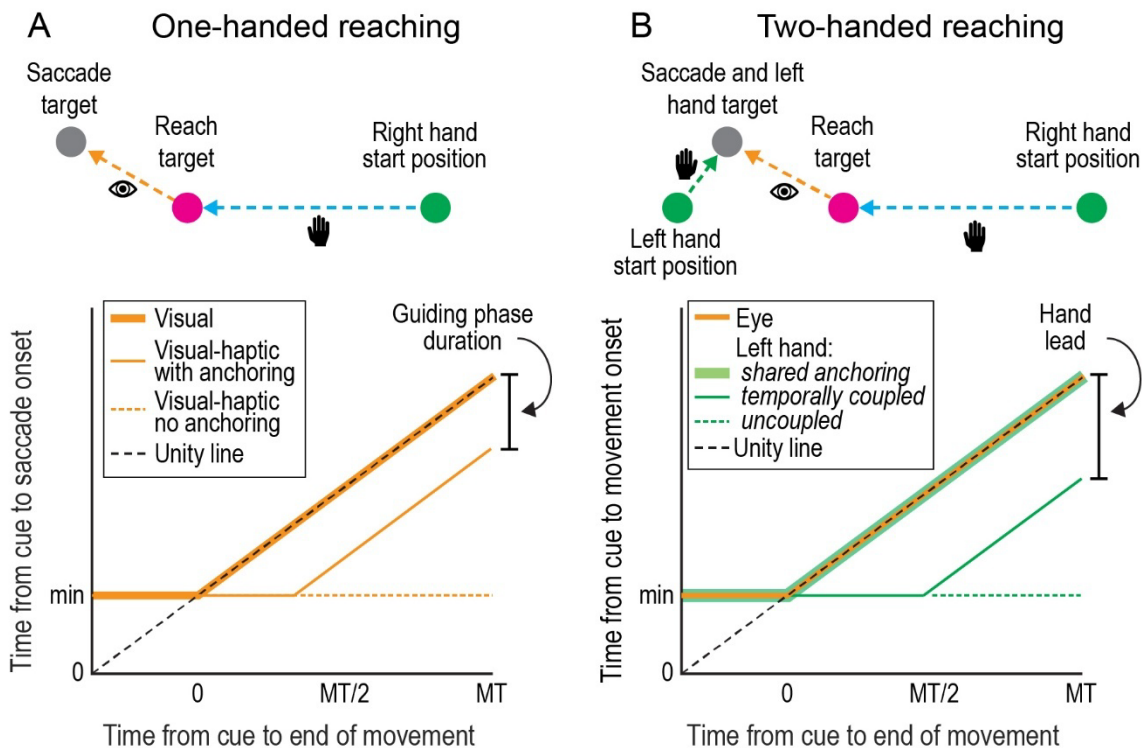 A
One-handed reaching
Saccade
target
Reach
target
Right hand
start position
Visual
Visual-haptic
with anchoring
Visual-haptic
no anchoring
Unity line
Guiding phase
duration
Time from cue to saccade onset
min
0
0
MT/2
MT
Time from cue to end of movement
B
Two-handed reaching
Saccade and left
hand target
Reach
target
Right hand
start position
Left hand
start position
Eye
Left hand:
shared anchoring
temporally coupled
uncoupled
Unity line
Hand
lead
Time from cue to movement onset
min
0
0
MT/2
MT
Time from cue to end of movement